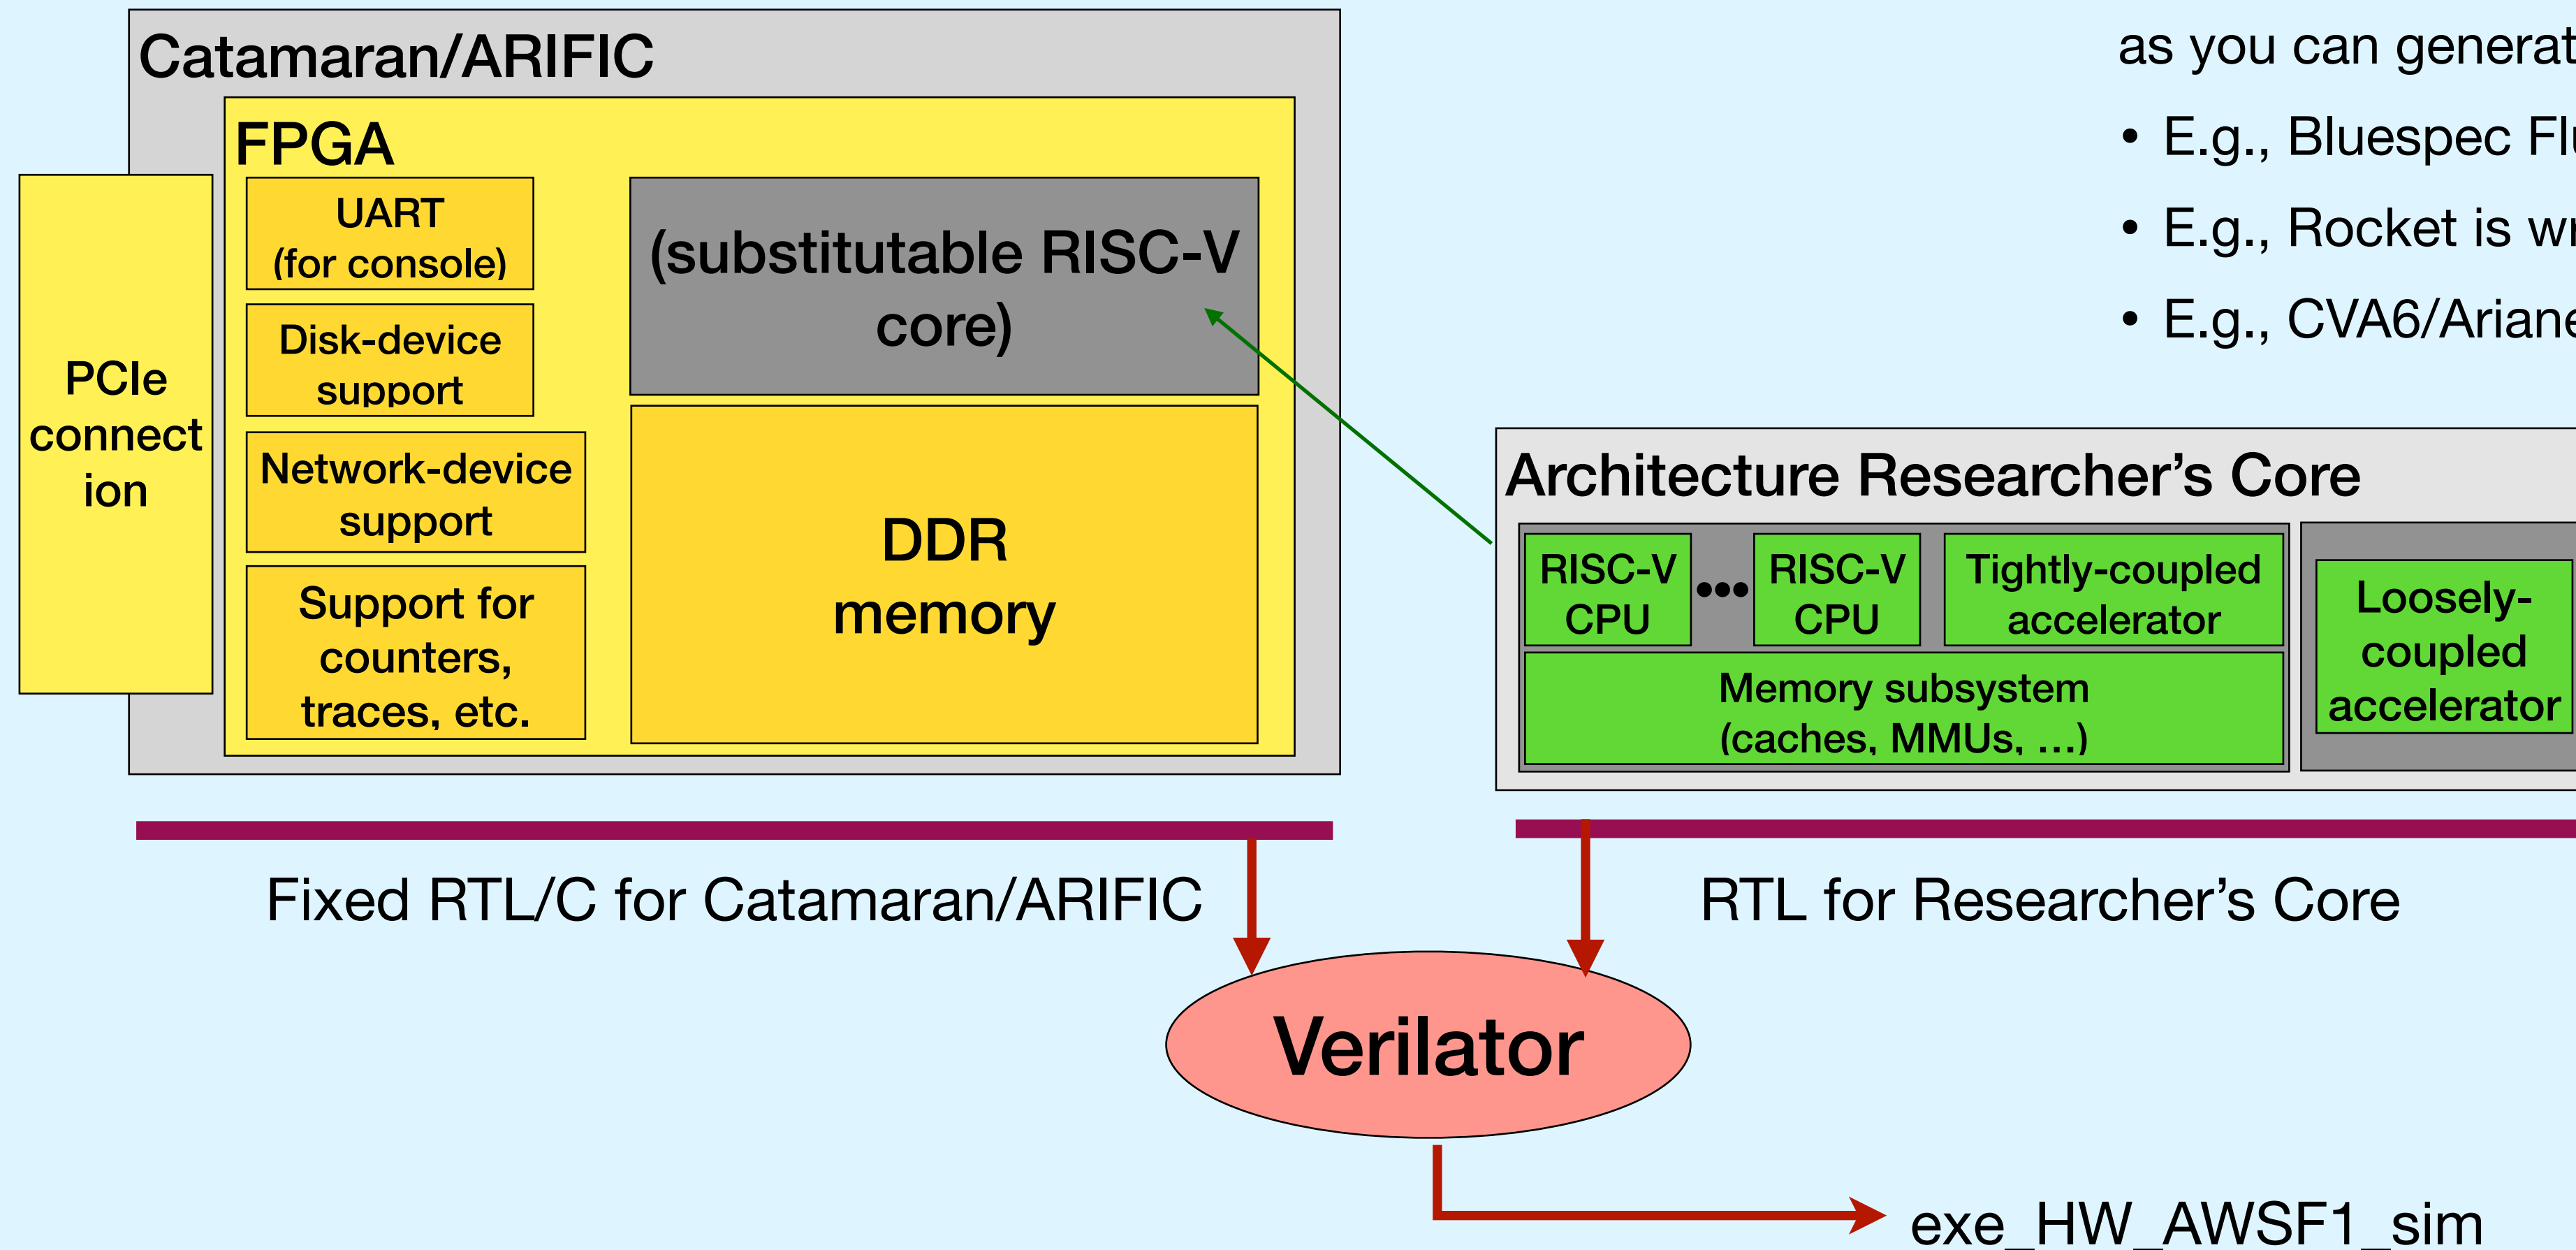 Catamaran/ARIFIC
FPGA
PCIe
connect
ion
UART
(for console)
Disk-device
support
Network-device
support
Support for
counters,
traces, etc.
(substitutable RISC-V
core)
DDR
memory
as you can
• E.g., Bluespec
• E.g., Rocket is
• E.g., CVA6/Ariane
Architecture Researcher’s Core
RISC-V
CPU
•••
RISC-V
CPU
Tightly-coupled
accelerator
Memory subsystem
(caches, MMUs, …)
Loosely-
coupled
accelerator
Fixed RTL/C for Catamaran/ARIFIC
RTL for Researcher’s Core
Verilator
exe_HW_AWSF1_sim